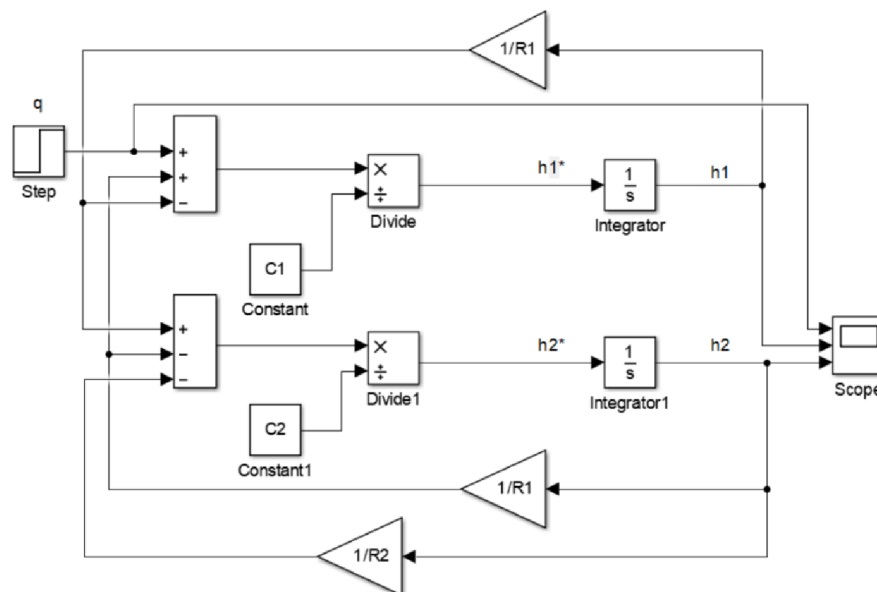 1/R1
q
+
+
−
Step
×
÷
Divide
h1*
1
s
Integrator
h1
C1
Constant
+
−
−
×
÷
Divide1
h2*
1
s
Integrator1
h2
Scope
C2
Constant1
1/R1
1/R2